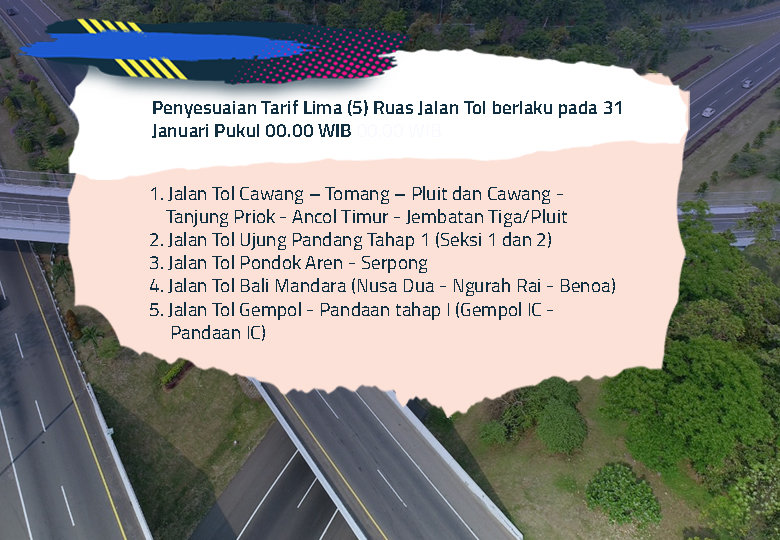 Penyesuaian Tarif Lima (5) Ruas Jalan Tol berlaku pada 31
Januari Pukul 00.00 WIB 00.00 WIB
1. Jalan Tol Cawang – Tomang – Pluit dan Cawang -
Tanjung Priok - Ancol Timur - Jembatan Tiga/Pluit
2. Jalan Tol Ujung Pandang Tahap 1 (Seksi 1 dan 2)
3. Jalan Tol Pondok Aren - Serpong
4. Jalan Tol Bali Mandara (Nusa Dua - Ngurah Rai - Benoa)
5. Jalan Tol Gempol - Pandaan tahap I (Gempol IC -
Pandaan IC)